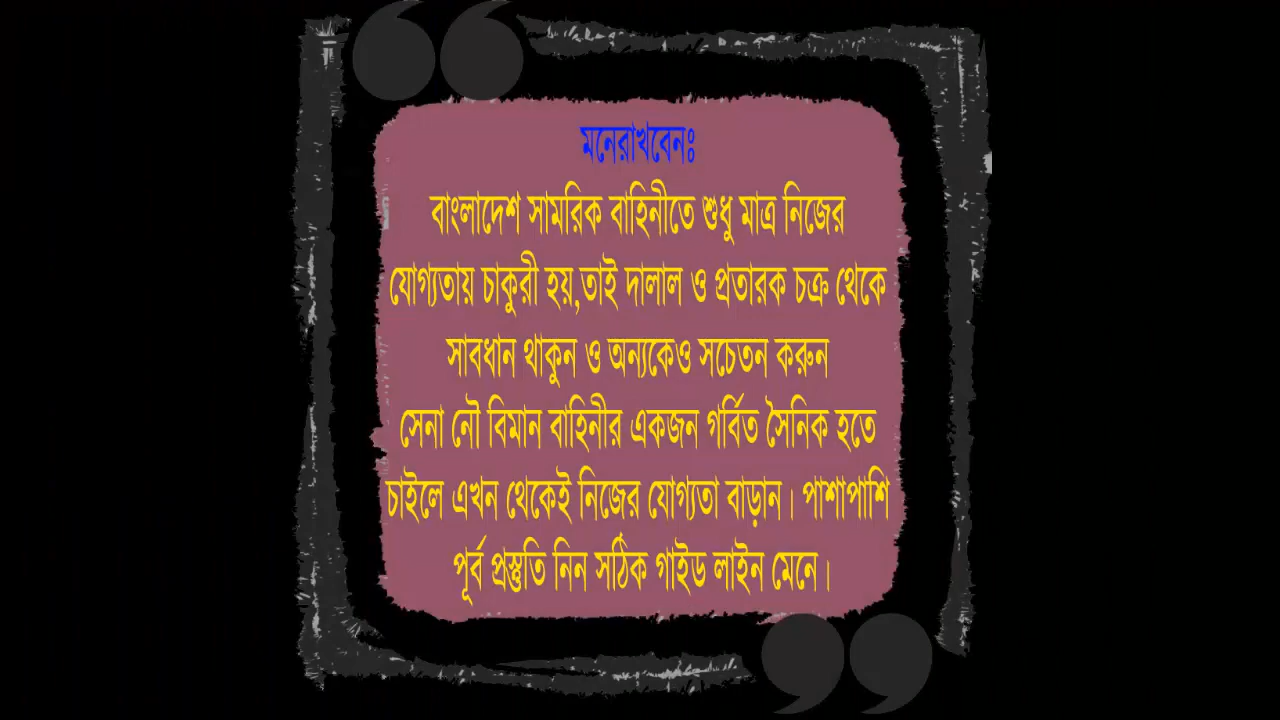 মনেরাখবেনঃ
বাংলাদেশ সামরিক বাহিনীতে শুধু মাত্র নিজের
যোগ্যতায় চাকুরী হয়,তাই দালাল ও প্রতারক চক্র থেকে
সাবধান থাকুন ও অন্যকেও সচেতন করুন
সেনা নৌ বিমান বাহিনীর একজন গর্বিত সৈনিক হতে
চাইলে এখন থেকেই নিজের যোগ্যতা বাড়ান। পাশাপাশি
পূর্ব প্রস্তুতি নিন সঠিক গাইড লাইন মেনে।